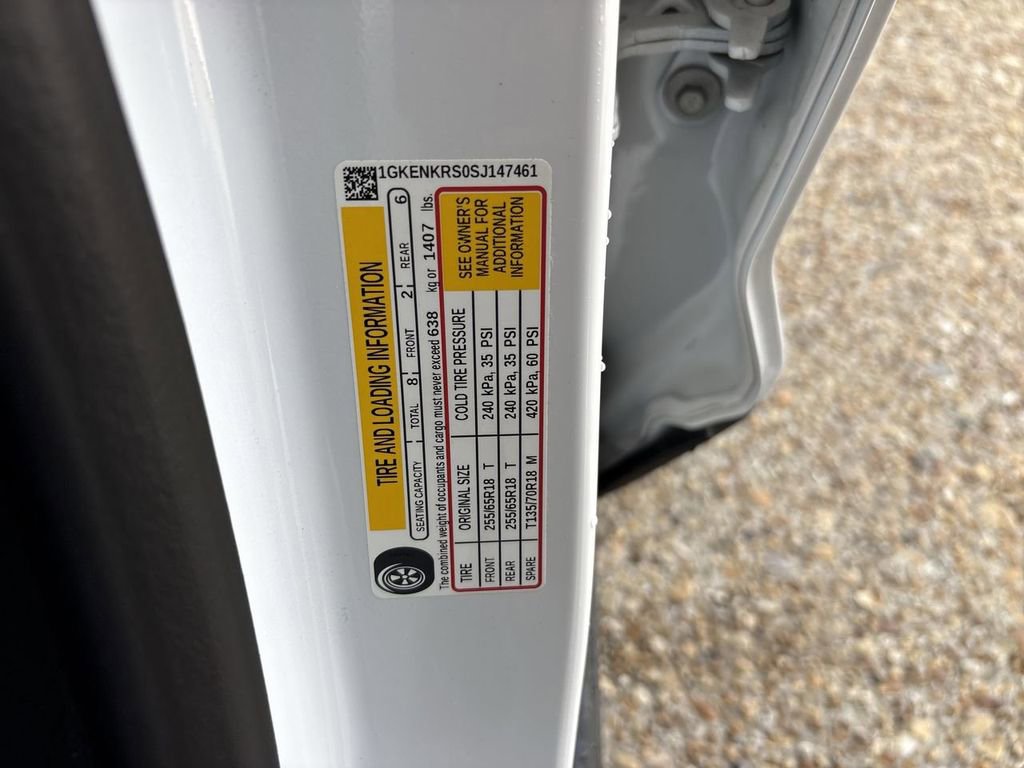 1GKENKRS0SJ147461
TIRE AND LOADING INFORMATION
SEATING CAPACITY TOTAL 8 FRONT 2 REAR 6
The combined weight of occupants and cargo must never exceed 638 kg or 1407 lbs.
TIRE ORIGINAL SIZE COLD TIRE PRESSURE
FRONT 255/65R18 T 240 kPa, 35 PSI
REAR 255/65R18 T 240 kPa, 35 PSI
SPARE T135/70R18 M 420 kPa, 60 PSI
SEE OWNER'S
MANUAL FOR
ADDITIONAL
INFORMATION